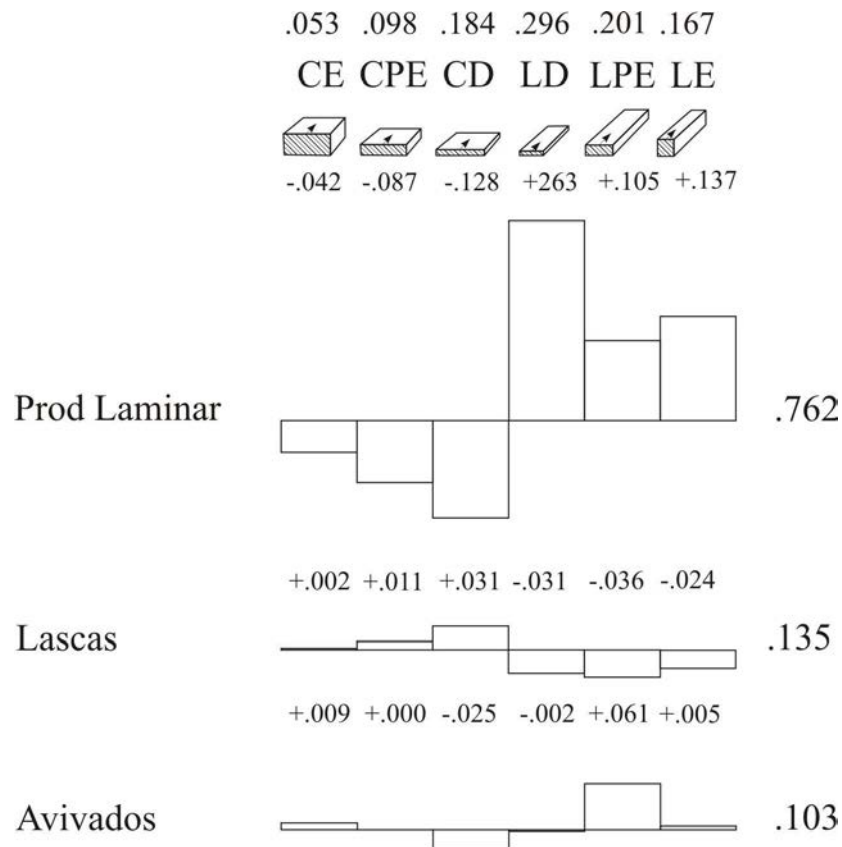 .053 .098 .184 .296 .201 .167
CE CPE CD LD LPE LE
-.042 -.087 -.128 +263 +.105 +.137
Prod Laminar .762
+.002 +.011 +.031 -.031 -.036 -.024
Lascas .135
+.009 +.000 -.025 -.002 +.061 +.005
Avivados .103